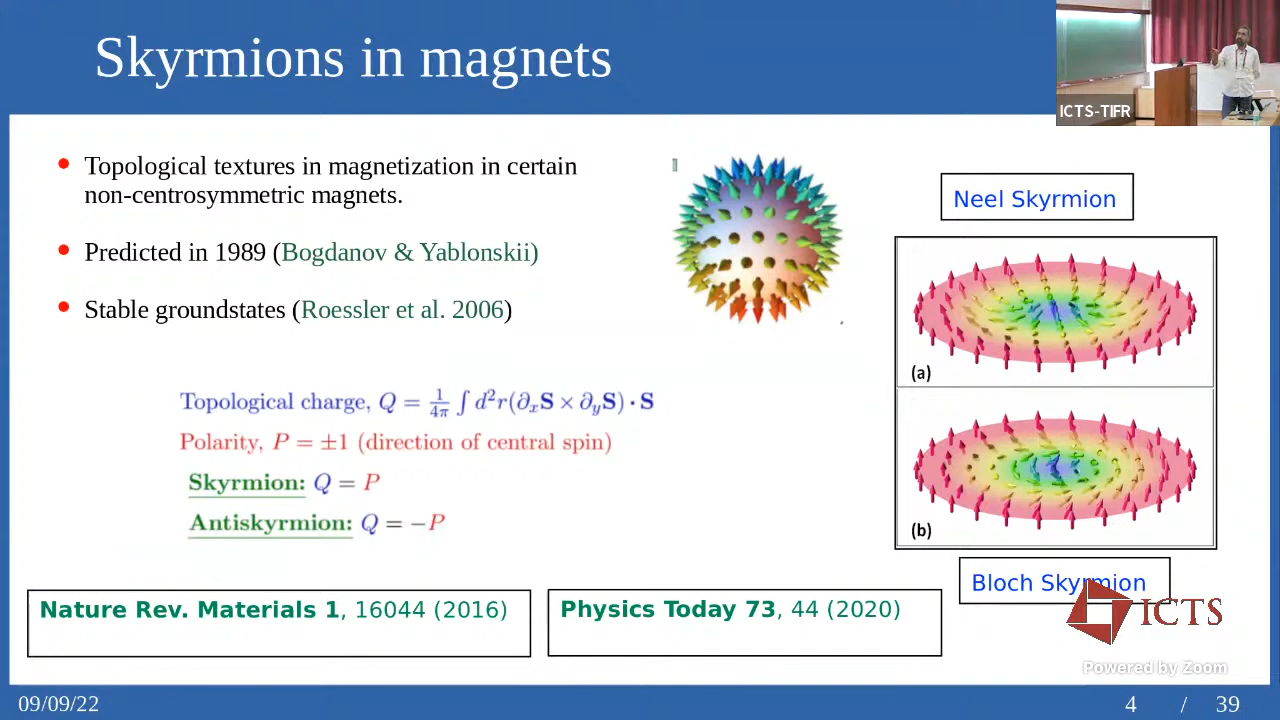 Skyrmions in magnets
ICTS-TIFR
Topological textures in magnetization in certain
non-centrosymmetric magnets.
Predicted in 1989 (Bogdanov & Yablonskii)
Stable groundstates (Roessler et al. 2006)
Topological charge, Q = 1/4π ∫ d²r(∂ₓS × ∂ᵧS) · S
Polarity, P = ±1 (direction of central spin)
Skyrmion: Q = P
Antiskyrmion: Q = −P
Neel Skyrmion
(a)
(b)
Bloch Skyrmion
Nature Rev. Materials 1, 16044 (2016)
Physics Today 73, 44 (2020)
ICTS
Powered by Zoom
09/09/22
4 / 39